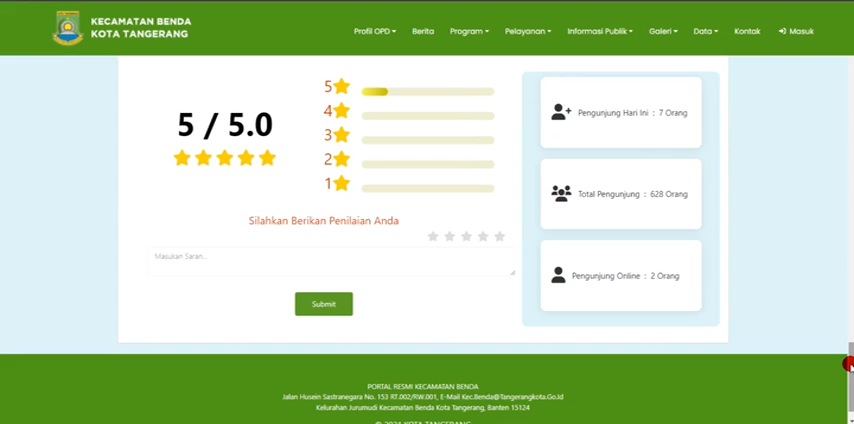 KECAMATAN BENDA
KOTA TANGERANG
Profil OPD Berita Program Pelayanan Informasi Publik Galeri Data Kontak Masuk
5 / 5.0
5
4
3
2
1
Silahkan Berikan Penilaian Anda
Masukan Saran...
Submit
Pengunjung Hari Ini : 7 Orang
Total Pengunjung : 628 Orang
Pengunjung Online : 2 Orang
PORTAL RESMI KECAMATAN BENDA
Jalan Husein Sastranegara No. 153 RT.002/RW.001, E-Mail Kec.Benda@Tangerangkota.Go.Id
Kelurahan Jurumudi Kecamatan Benda Kota Tangerang, Banten 15124
© 2021 KOTA TANGERANG